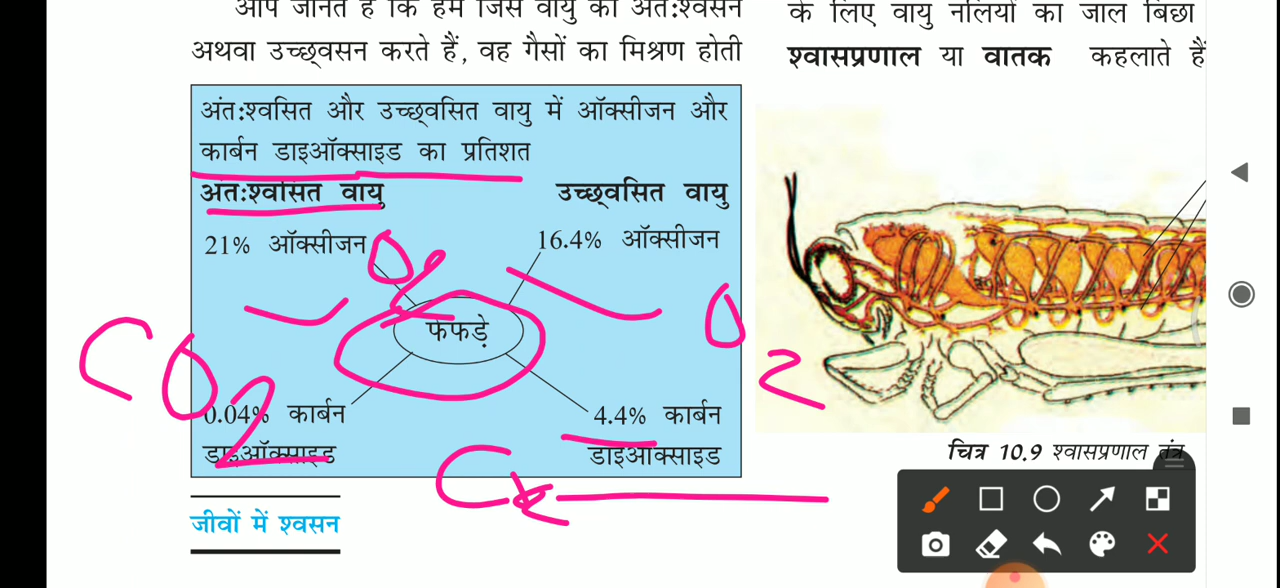 आप जानते हैं कि हम जिस वायु का अंत:श्वसन
अथवा उच्छ्वसन करते हैं, वह गैसों का मिश्रण होती
अंत:श्वसित और उच्छ्वसित वायु में ऑक्सीजन और
कार्बन डाइऑक्साइड का प्रतिशत
अंत:श्वसित वायु
उच्छ्वसित वायु
21% ऑक्सीजन
16.4% ऑक्सीजन
O2
O2
फेफड़े
CO2
0.04% कार्बन
डाइऑक्साइड
4.4% कार्बन
डाइऑक्साइड
जीवों में श्वसन
के लिए वायु नलियों का जाल बिछा
श्वासप्रणाल या वातक कहलाते हैं
चित्र 10.9 श्वासप्रणाल तंत्र